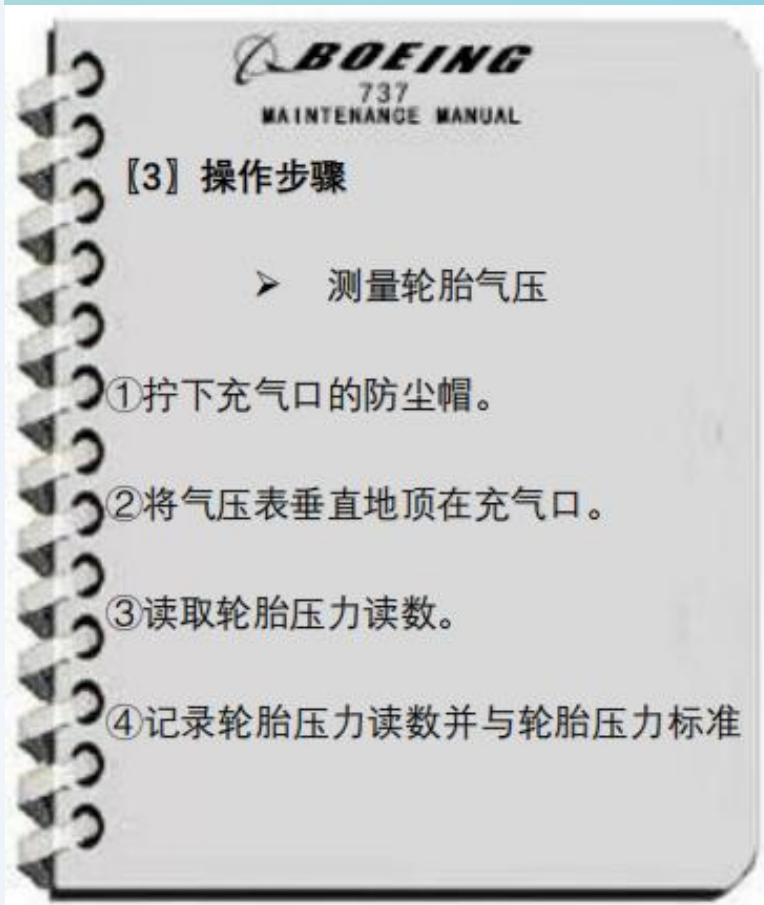 BOEING
737
MAINTENANCE MANUAL
〖3〗操作步骤
➢ 测量轮胎气压
①拧下充气口的防尘帽。
②将气压表垂直地顶在充气口。
③读取轮胎压力读数。
④记录轮胎压力读数并与轮胎压力标准